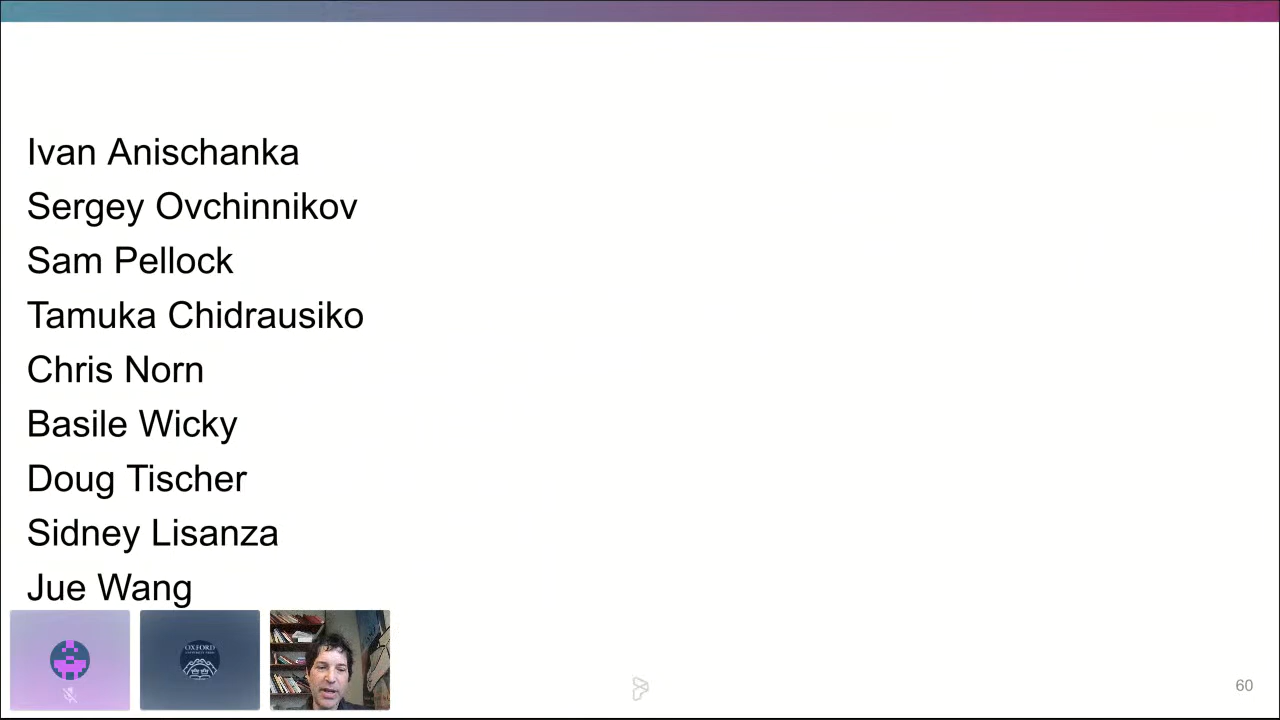 Ivan Anischanka
Sergey Ovchinnikov
Sam Pellock
Tamuka Chidrausiko
Chris Norn
Basile Wicky
Doug Tischer
Sidney Lisanza
Jue Wang
OXFORD
60